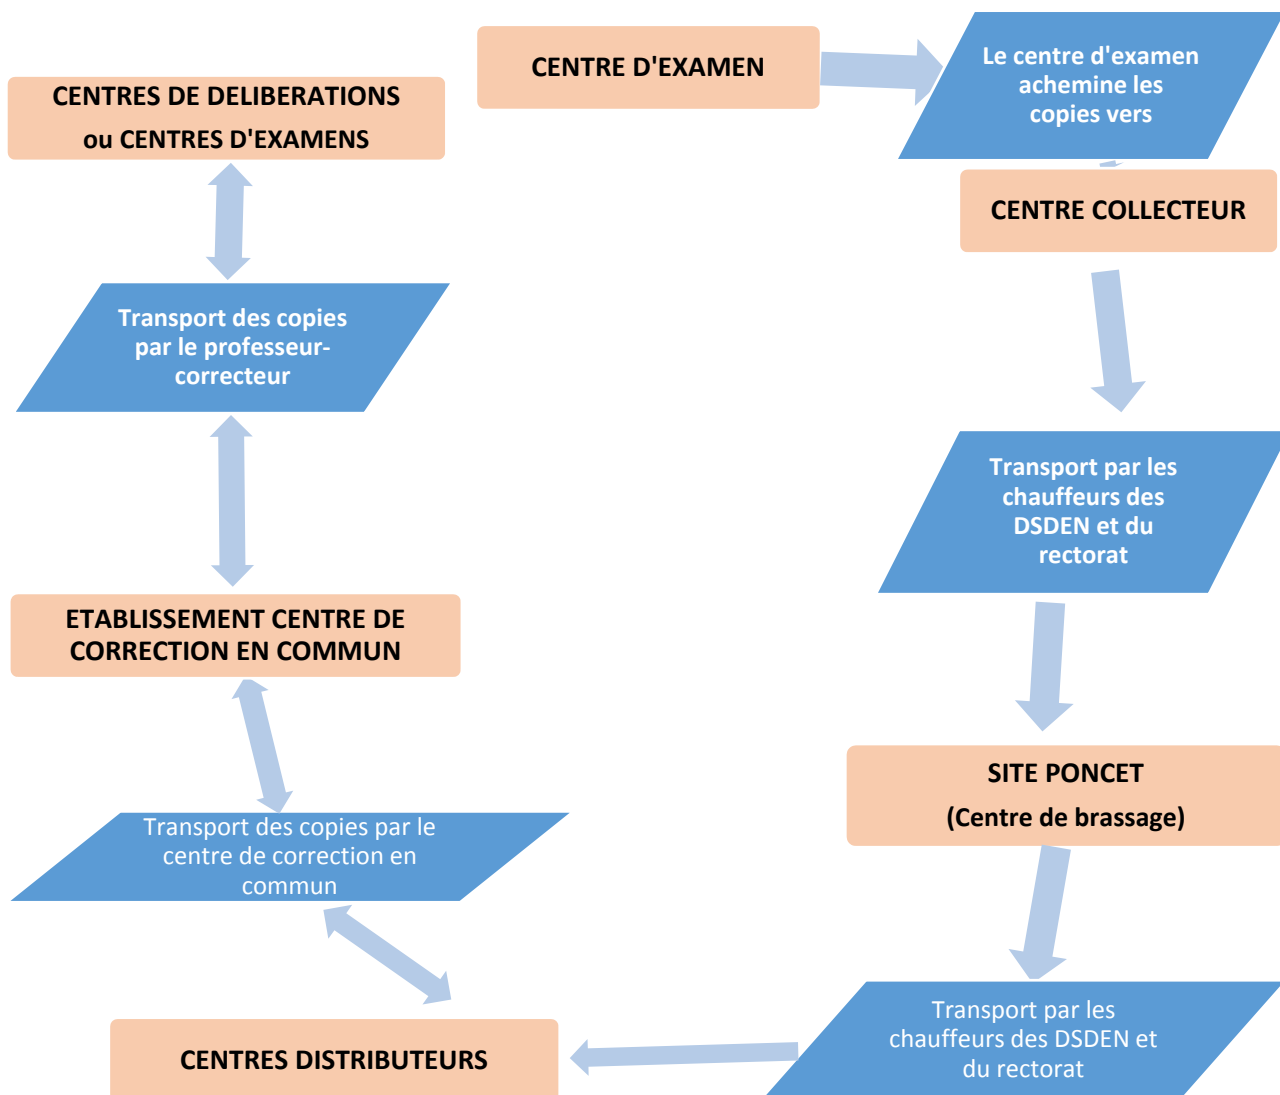 CENTRE D'EXAMEN
Le centre d'examen
achemine les
copies vers
CENTRE COLLECTEUR
Transport par les
chauffeurs des
DSDEN et du
rectorat
SITE PONCET
(Centre de brassage)
Transport par les
chauffeurs des DSDEN et
du rectorat
CENTRES DISTRIBUTEURS
Transport des copies par le
centre de correction en
commun
ETABLISSEMENT CENTRE DE
CORRECTION EN COMMUN
Transport des copies
par le professeur-
correcteur
CENTRES DE DELIBERATIONS
ou CENTRES D'EXAMENS